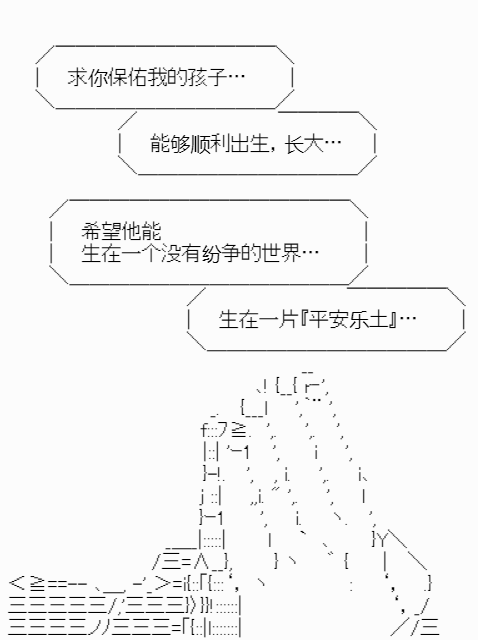 求你保佑我的孩子…
能够顺利出生，长大…
希望他能
生在一个没有纷争的世界…
生在一片『平安乐土』…